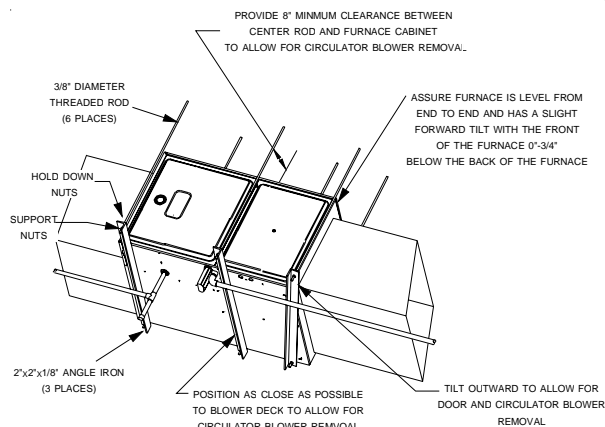 PROVIDE 8" MINMUM CLEARANCE BETWEEN
CENTER ROD AND FURNACE CABINET
TO ALLOW FOR CIRCULATOR BLOWER REMOVAL.
3/8" DIAMETER
THREADED ROD
(6 PLACES)
ASSURE FURNACE IS LEVEL FROM
END TO END AND HAS A SLIGHT
FORWARD TILT WITH THE FRONT
OF THE FURNACE 0"-3/4"
BELOW THE BACK OF THE FURNACE
HOLD DOWN
NUTS
SUPPORT
NUTS
2"x2"x1/8" ANGLE IRON
(3 PLACES)
POSITION AS CLOSE AS POSSIBLE
TO BLOWER DECK TO ALLOW FOR
CIRCULATOR BLOWER REMVOAL
TILT OUTWARD TO ALLOW FOR
DOOR AND CIRCULATOR BLOWER
REMOVAL